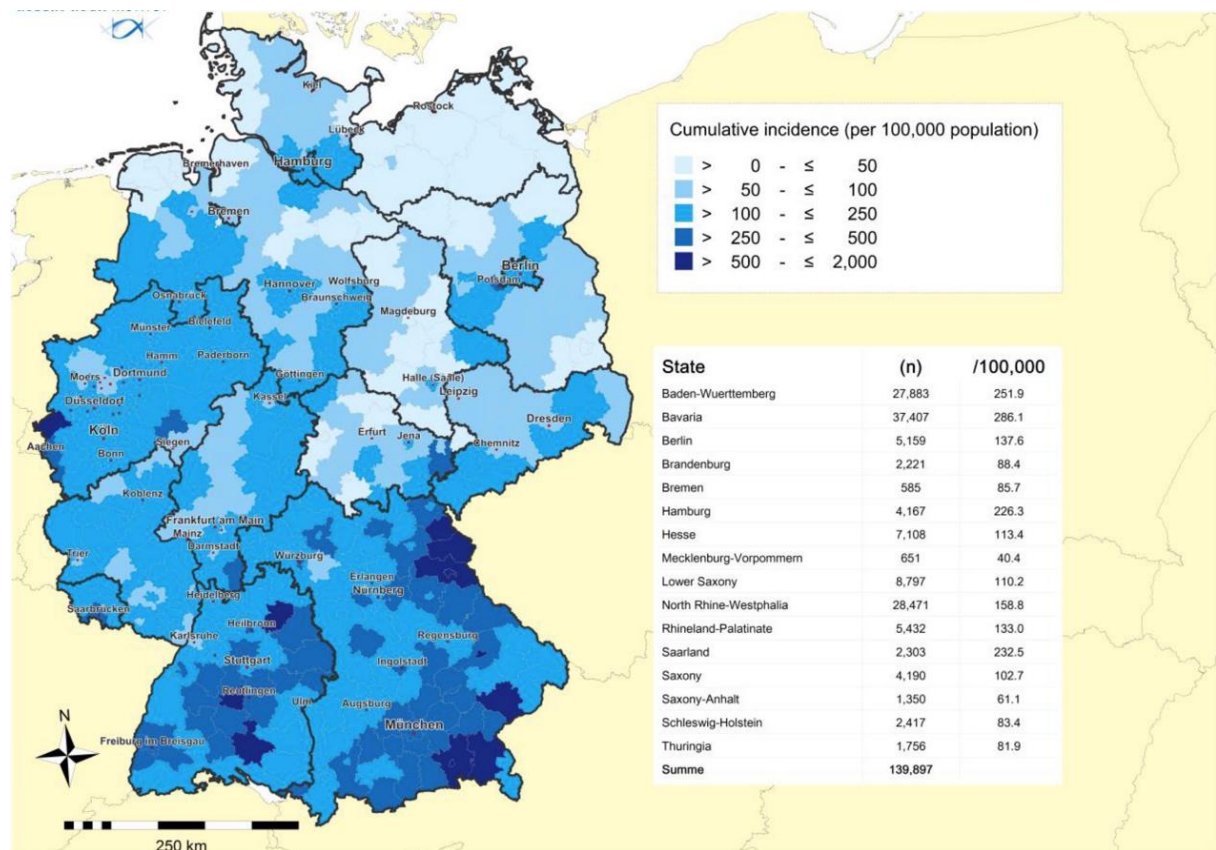 Kiel
Rostock
Lübeck
Bremerhaven
Hamburg
Bremen
Berlin
Potsdam
Hannover
Wolfsburg
Braunschweig
Osnabrück
Magdeburg
Münster
Bielefeld
Hamm
Paderborn
Moers
Dortmund
Göttingen
Halle (Saale)
Leipzig
Düsseldorf
Kassel
Dresden
Köln
Erfurt
Jena
Chemnitz
Aachen
Siegen
Bonn
Koblenz
Frankfurt am Main
Mainz
Darmstadt
Würzburg
Trier
Erlangen
Nürnberg
Saarbrücken
Heidelberg
Heilbronn
Karlsruhe
Regensburg
Stuttgart
Ingolstadt
Reutlingen
Ulm
Augsburg
München
Freiburg im Breisgau
N
250 km
Cumulative incidence (per 100,000 population)
> 0 - ≤ 50
> 50 - ≤ 100
> 100 - ≤ 250
> 250 - ≤ 500
> 500 - ≤ 2,000
State (n) /100,000
Baden-Wuerttemberg 27,883 251.9
Bavaria 37,407 286.1
Berlin 5,159 137.6
Brandenburg 2,221 88.4
Bremen 585 85.7
Hamburg 4,167 226.3
Hesse 7,108 113.4
Mecklenburg-Vorpommern 651 40.4
Lower Saxony 8,797 110.2
North Rhine-Westphalia 28,471 158.8
Rhineland-Palatinate 5,432 133.0
Saarland 2,303 232.5
Saxony 4,190 102.7
Saxony-Anhalt 1,350 61.1
Schleswig-Holstein 2,417 83.4
Thuringia 1,756 81.9
Summe 139,897